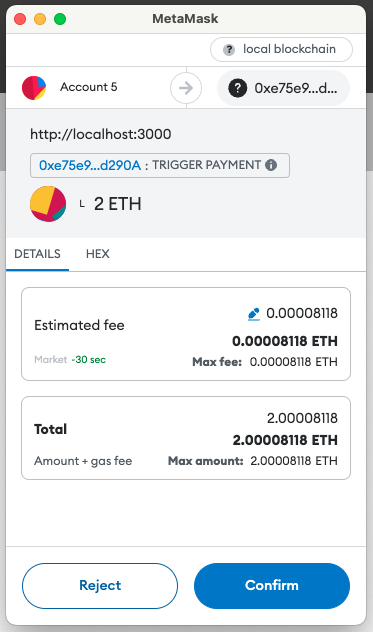 MetaMask
? local blockchain
Account 5
? 0xe75e9...d...
http://localhost:3000
0xe75e9...d290A : TRIGGER PAYMENT
2 ETH
DETAILS HEX
0.00008118
Estimated fee
0.00008118 ETH
Market -30 sec Max fee: 0.00008118 ETH
2.00008118
Total
2.00008118 ETH
Amount + gas fee Max amount: 2.00008118 ETH
Reject Confirm